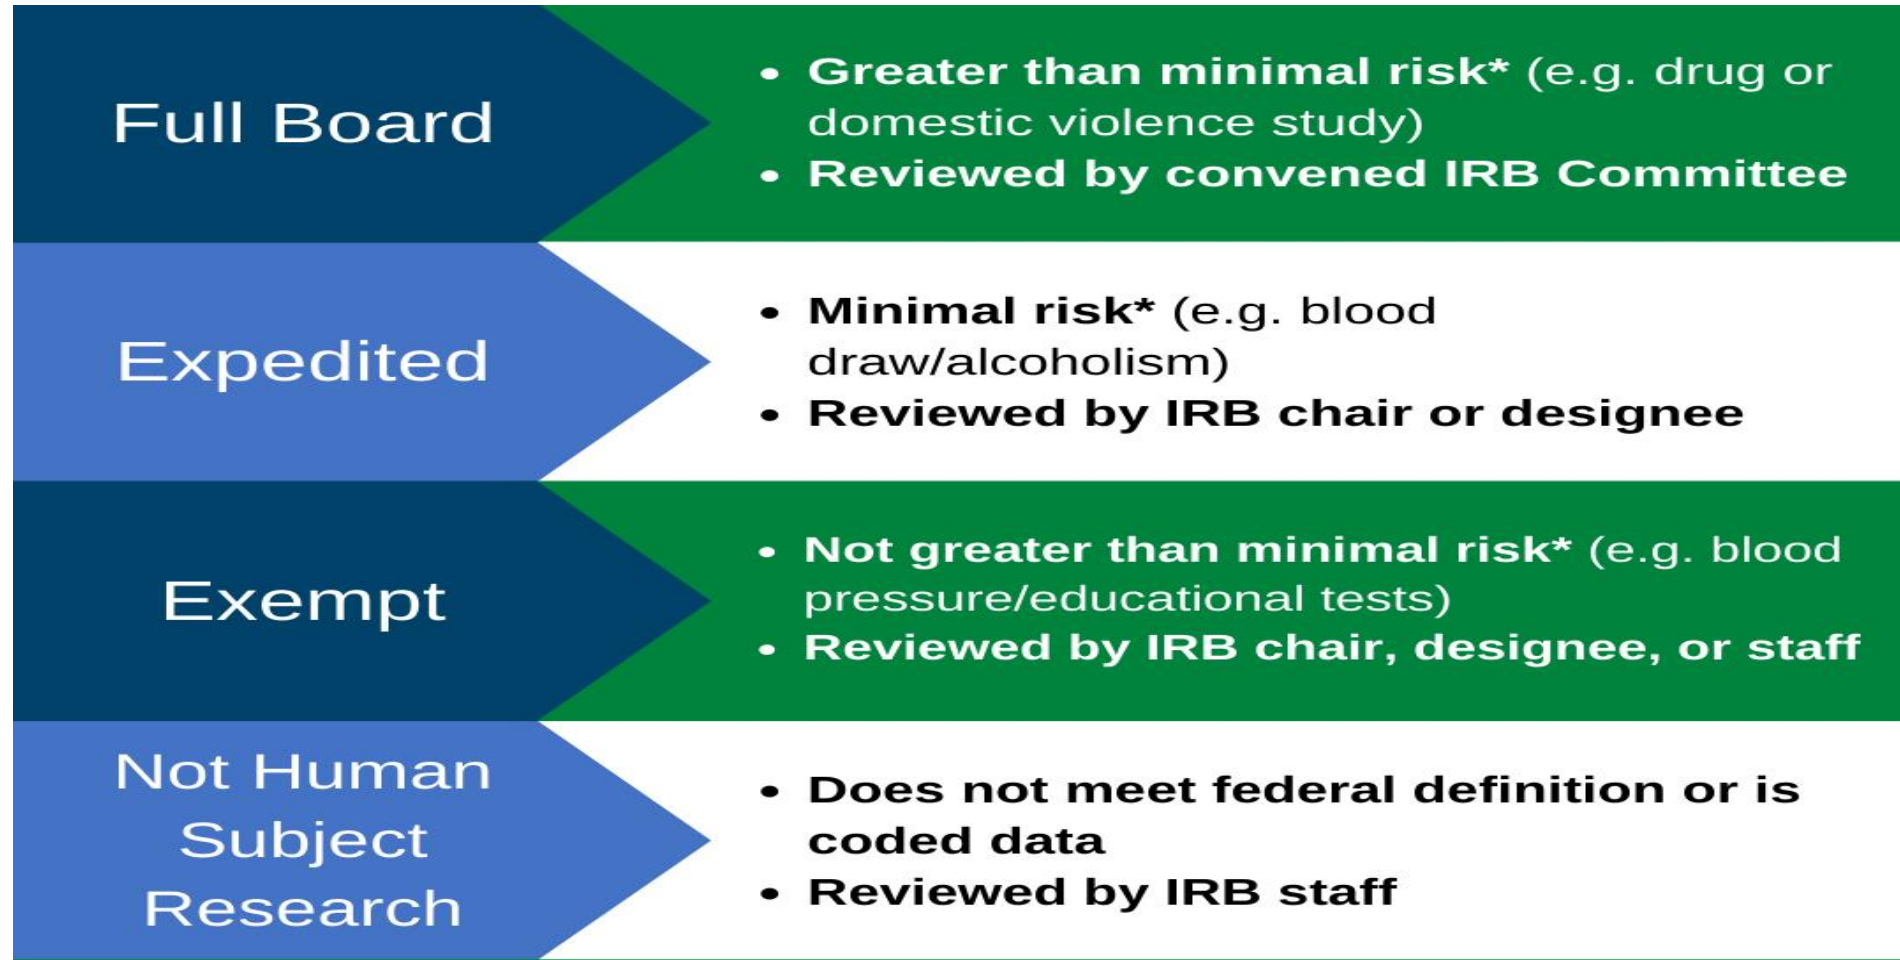 Full Board
• Greater than minimal risk* (e.g. drug or
domestic violence study)
• Reviewed by convened IRB Committee
Expedited
• Minimal risk* (e.g. blood
draw/alcoholism)
• Reviewed by IRB chair or designee
Exempt
• Not greater than minimal risk* (e.g. blood
pressure/educational tests)
• Reviewed by IRB chair, designee, or staff
Not Human
Subject
Research
• Does not meet federal definition or is
coded data
• Reviewed by IRB staff